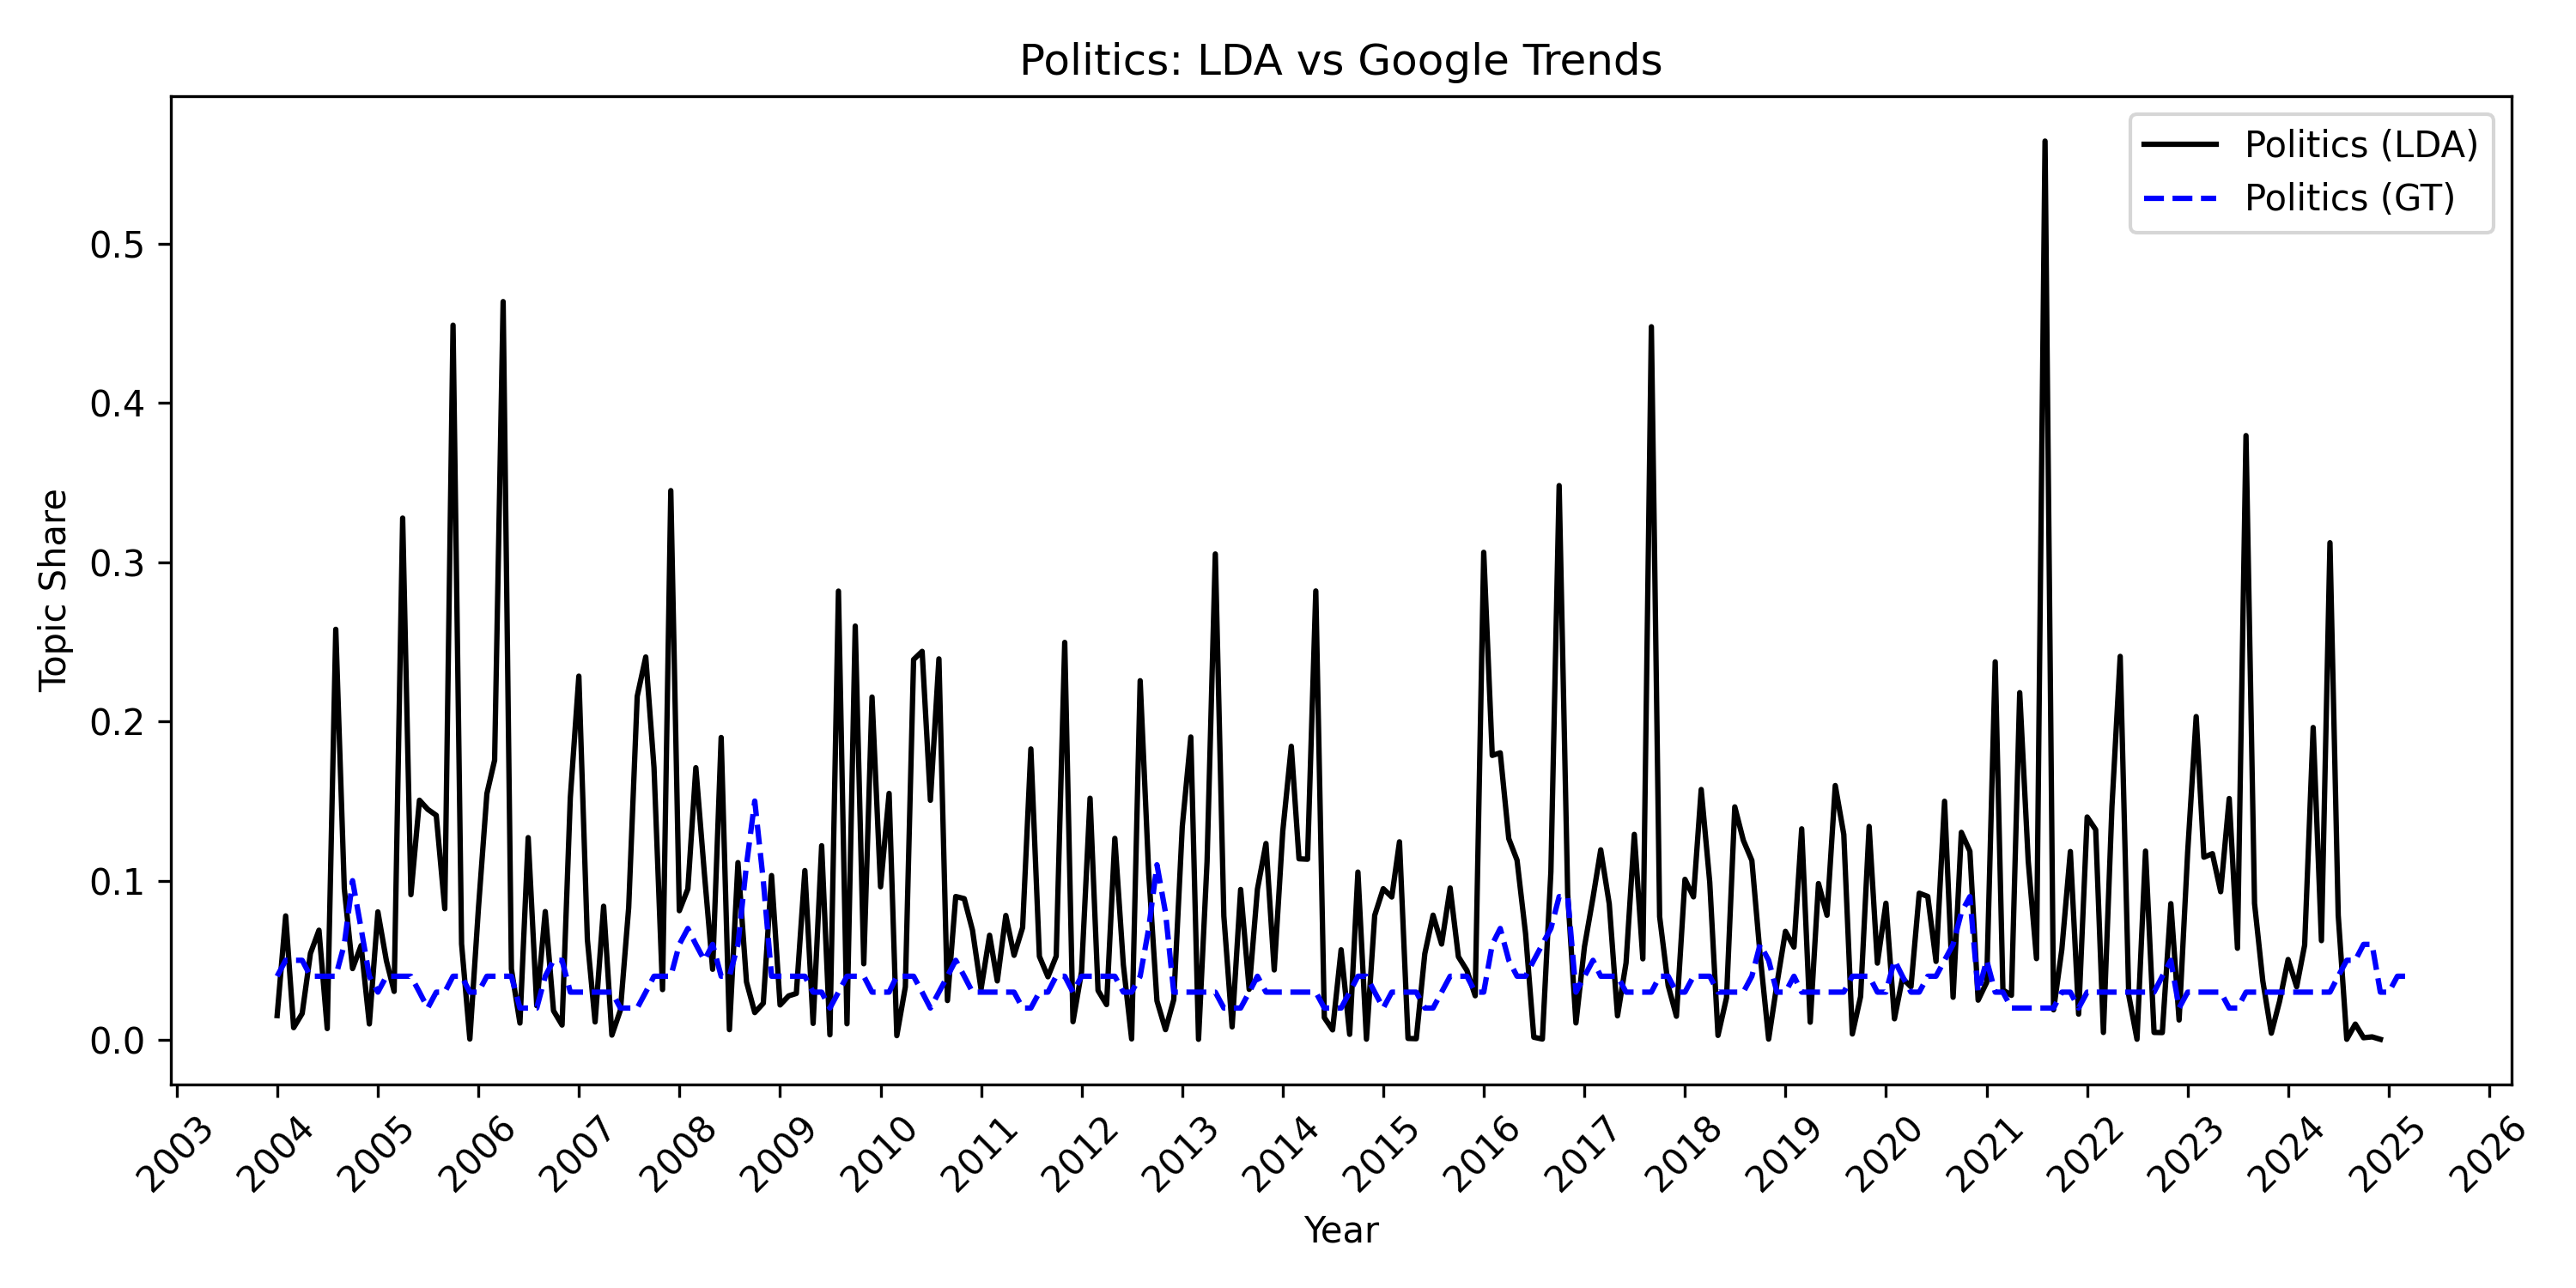 Politics: LDA vs Google Trends
Politics (LDA)
Politics (GT)
Topic Share
0.5
0.4
0.3
0.2
0.1
0.0
2003 2004 2005 2006 2007 2008 2009 2010 2011 2012 2013 2014 2015 2016 2017 2018 2019 2020 2021 2022 2023 2024 2025 2026
Year